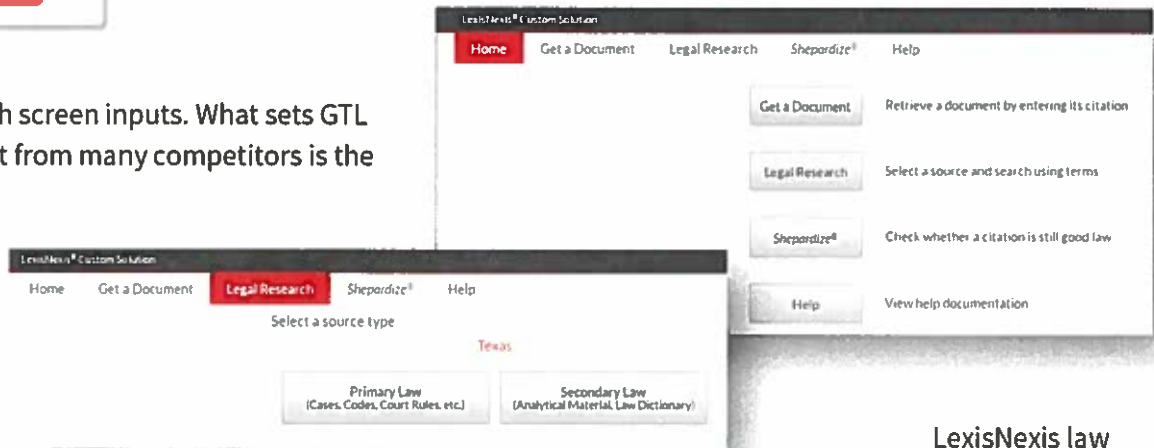 LexisNexis® Custom Solution
Home Get a Document Legal Research Shepardize® Help
Get a Document Retrieve a document by entering its citation
Legal Research Select a source and search using terms
Shepardize® Check whether a citation is still good law
Help View help documentation
h screen inputs. What sets GTL
t from many competitors is the
LexisNexis® Custom Solution
Home Get a Document Legal Research Shepardize® Help
Select a source type
Texas
Primary Law
(Cases, Codes, Court Rules, etc.)
Secondary Law
(Analytical Material, Law Dictionary)
LexisNexis law